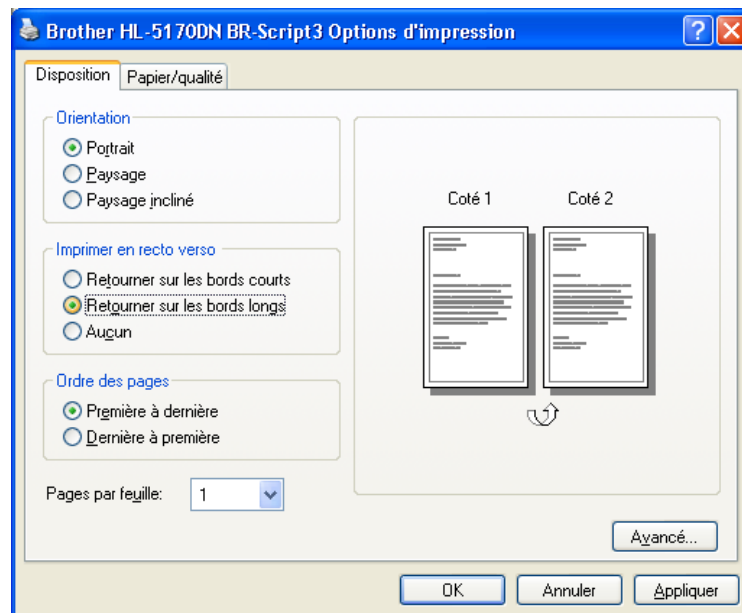 Brother HL-5170DN BR-Script3 Options d'impression
Disposition
Papier/qualité
Orientation
Portrait
Paysage
Paysage incliné
Imprimer en recto verso
Retourner sur les bords courts
Retourner sur les bords longs
Aucun
Ordre des pages
Première à dernière
Dernière à première
Pages par feuille: 1
Coté 1 Coté 2
Avancé...
OK Annuler Appliquer